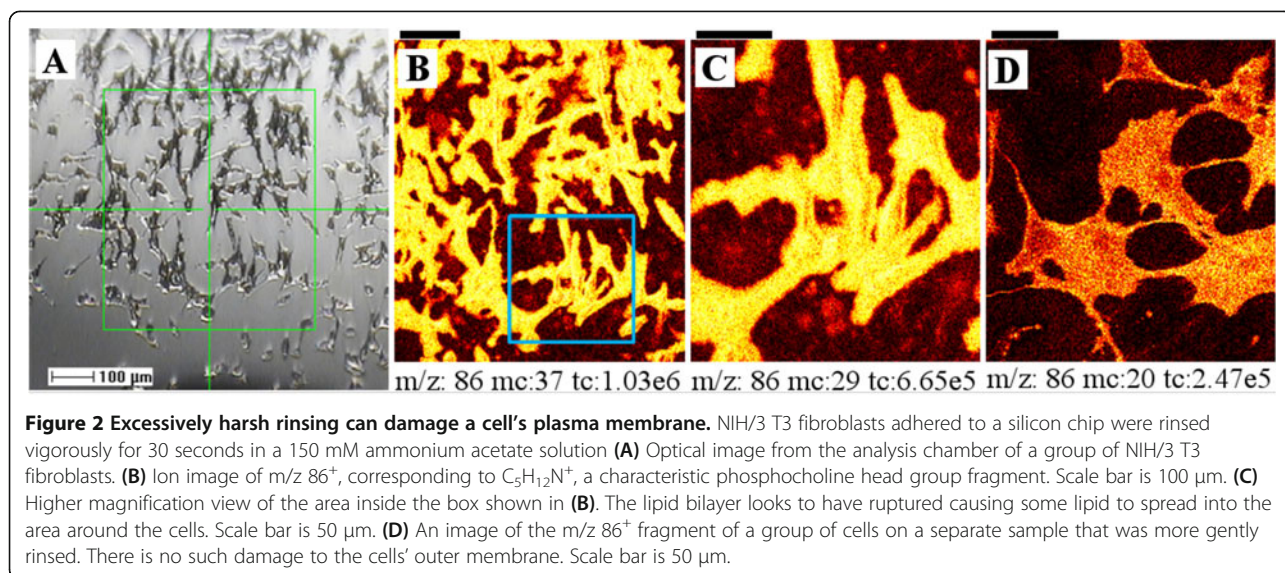 A
B
C
D
100 µm
m/z: 86 mc:37 tc:1.03e6
m/z: 86 mc:29 tc:6.65e5
m/z: 86 mc:20 tc:2.47e5
Figure 2 Excessively harsh rinsing can damage a cell's plasma membrane. NIH/3 T3 fibroblasts adhered to a silicon chip were rinsed
vigorously for 30 seconds in a 150 mM ammonium acetate solution (A) Optical image from the analysis chamber of a group of NIH/3 T3
fibroblasts. (B) Ion image of m/z 86⁺, corresponding to C₅H₁₂N⁺, a characteristic phosphocholine head group fragment. Scale bar is 100 μm. (C)
Higher magnification view of the area inside the box shown in (B). The lipid bilayer looks to have ruptured causing some lipid to spread into the
area around the cells. Scale bar is 50 μm. (D) An image of the m/z 86⁺ fragment of a group of cells on a separate sample that was more gently
rinsed. There is no such damage to the cells' outer membrane. Scale bar is 50 μm.